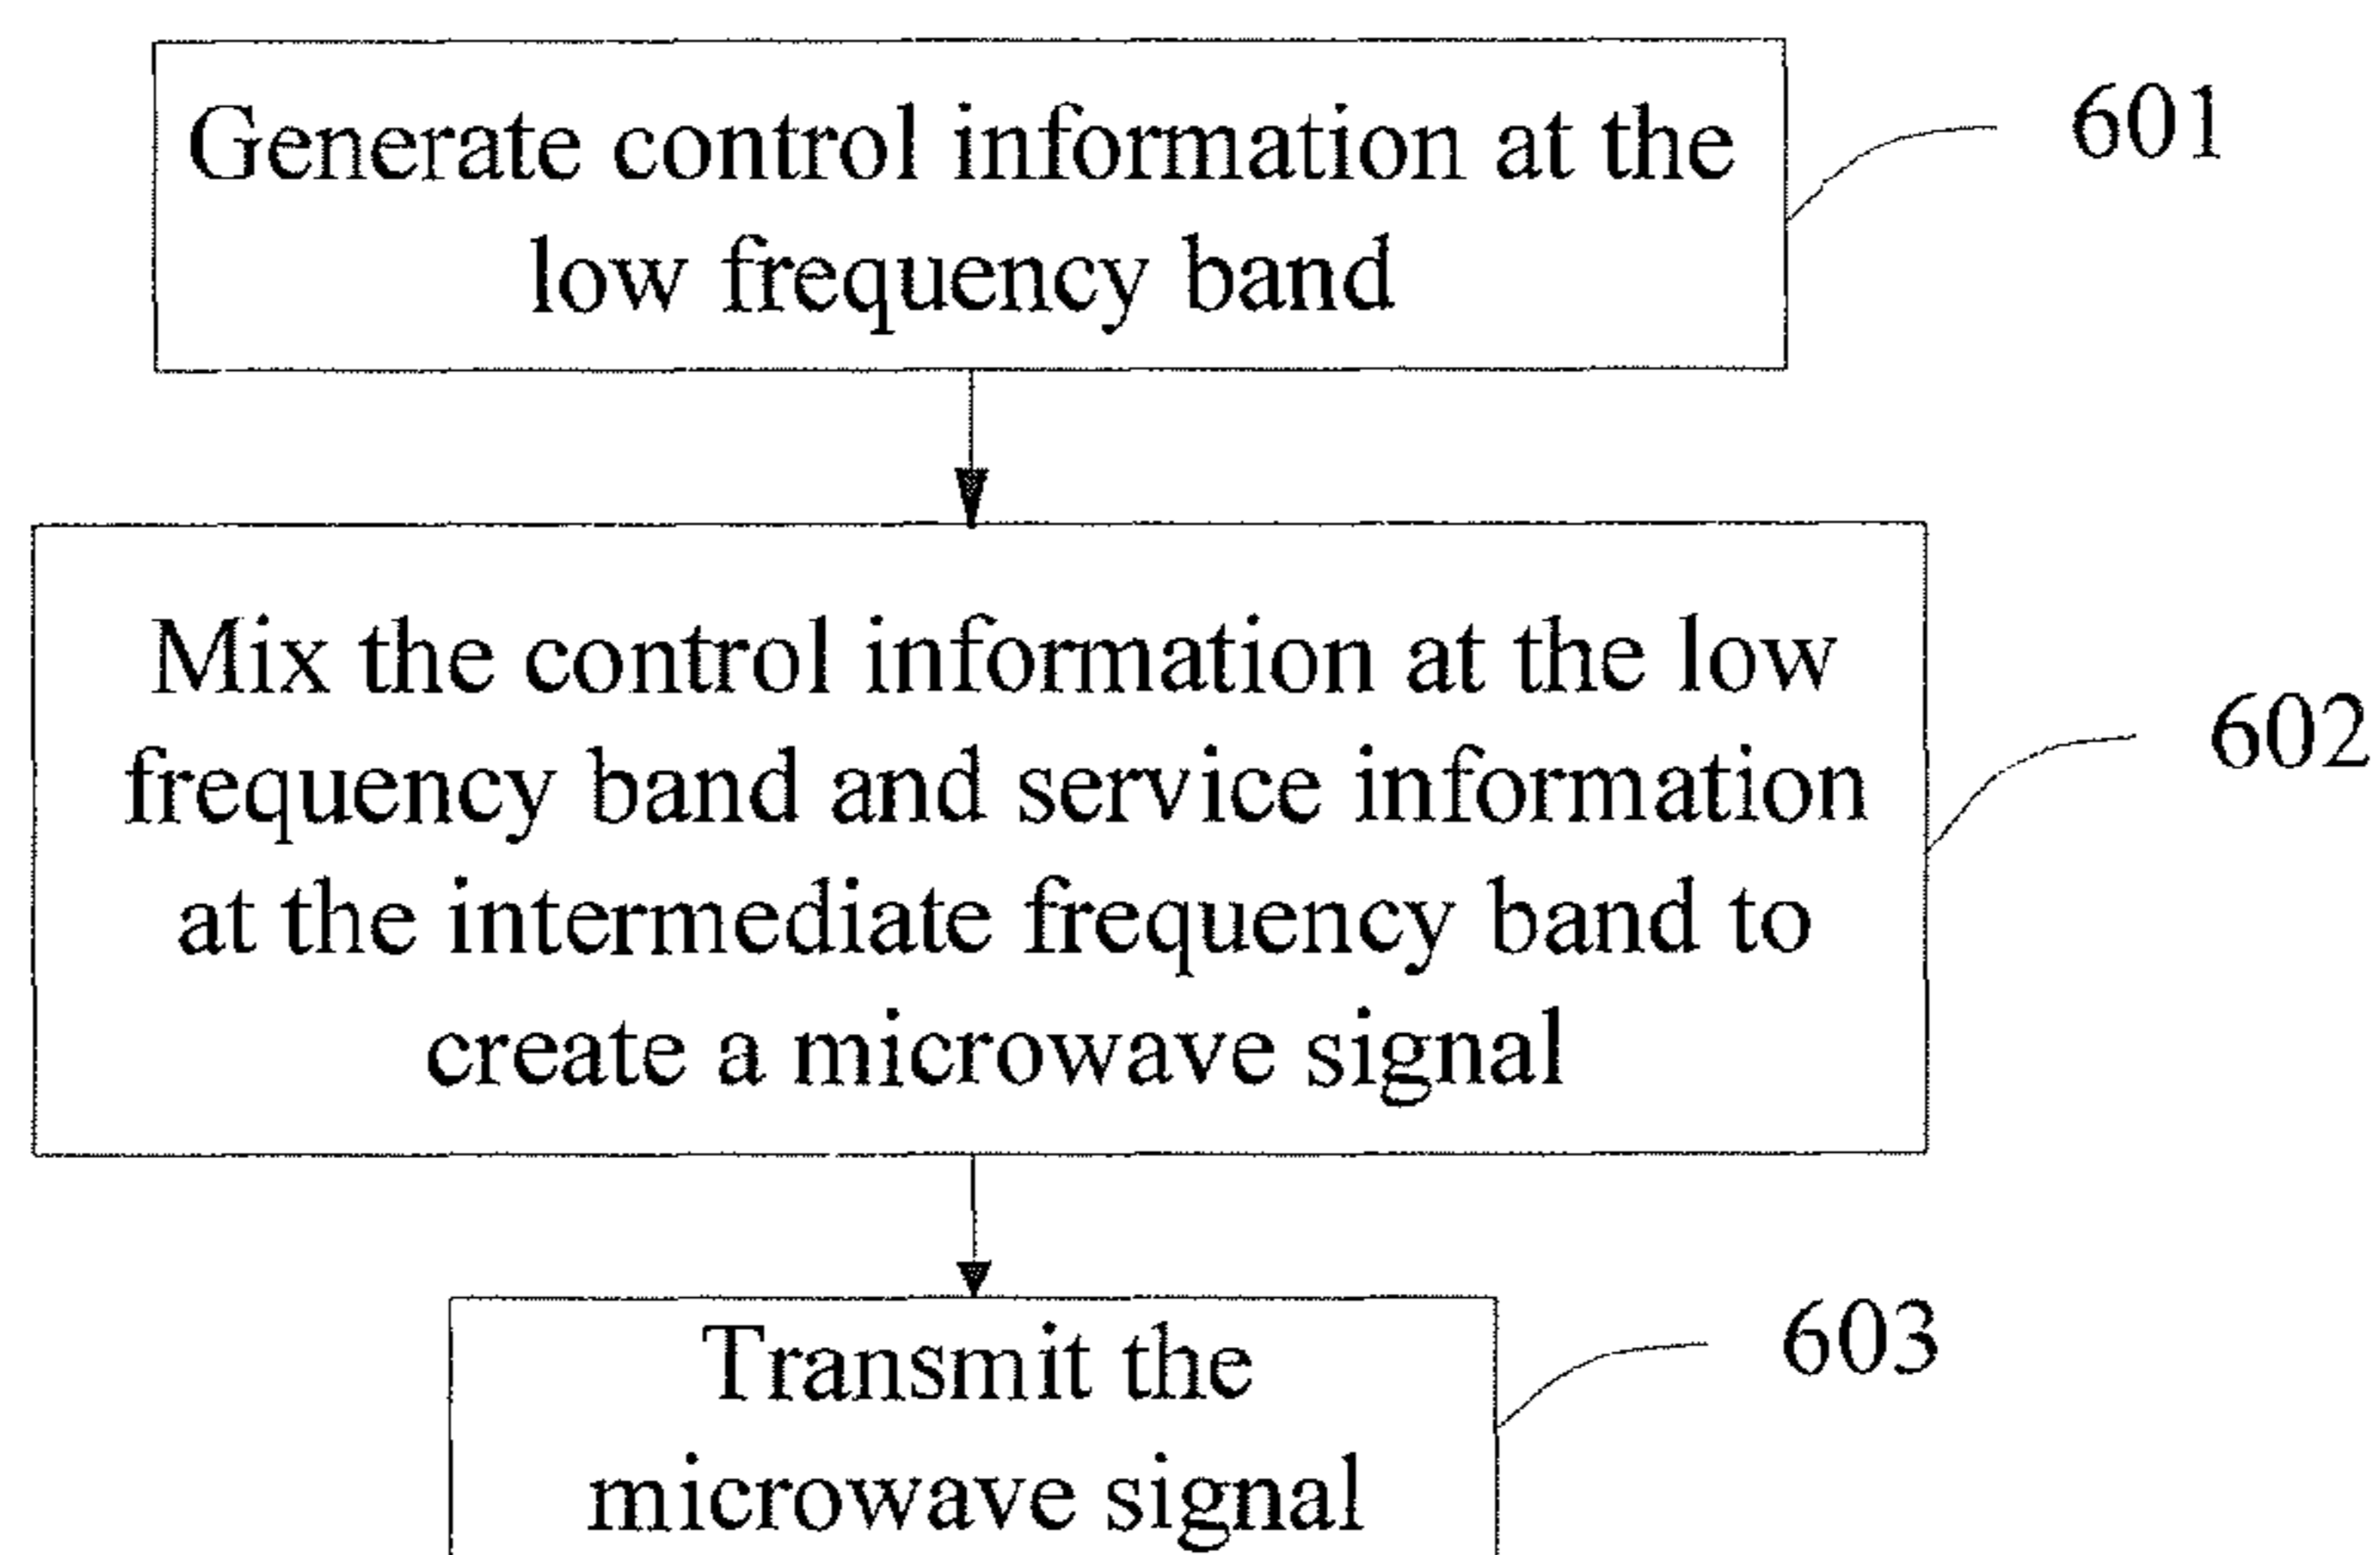 Generate control information at the
low frequency band
601
Mix the control information at the low
frequency band and service information
at the intermediate frequency band to
create a microwave signal
602
Transmit the
microwave signal
603